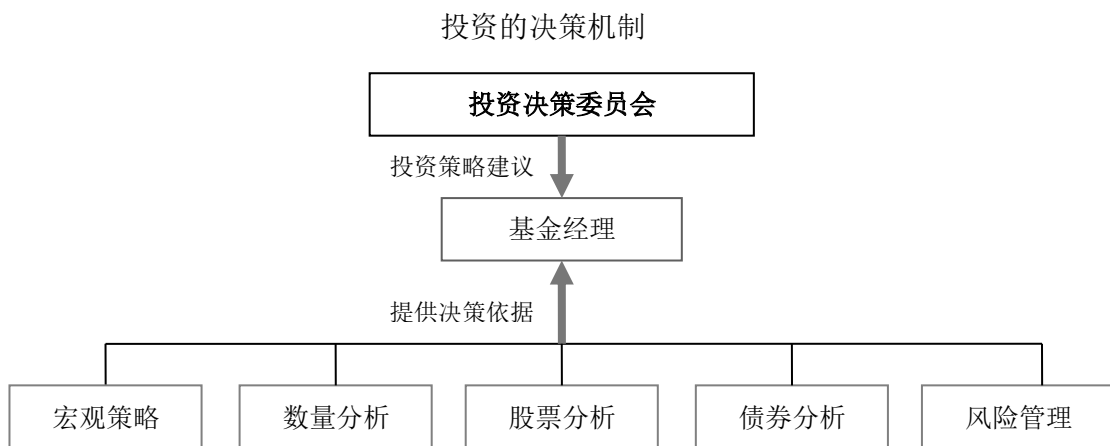 投资的决策机制
投资决策委员会
投资策略建议
基金经理
提供决策依据
宏观策略
数量分析
股票分析
债券分析
风险管理